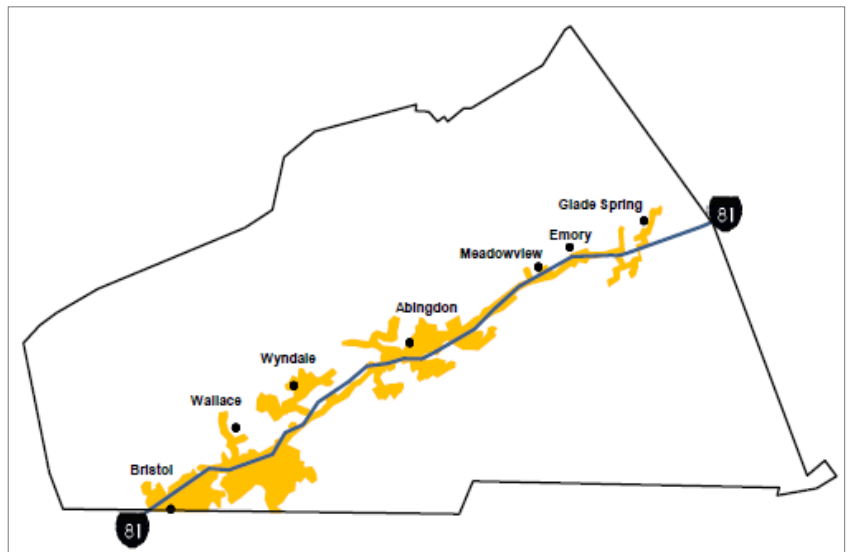 Glade Spring
81
Emory
Meadowview
Abingdon
Wyndale
Wallace
Bristol
81